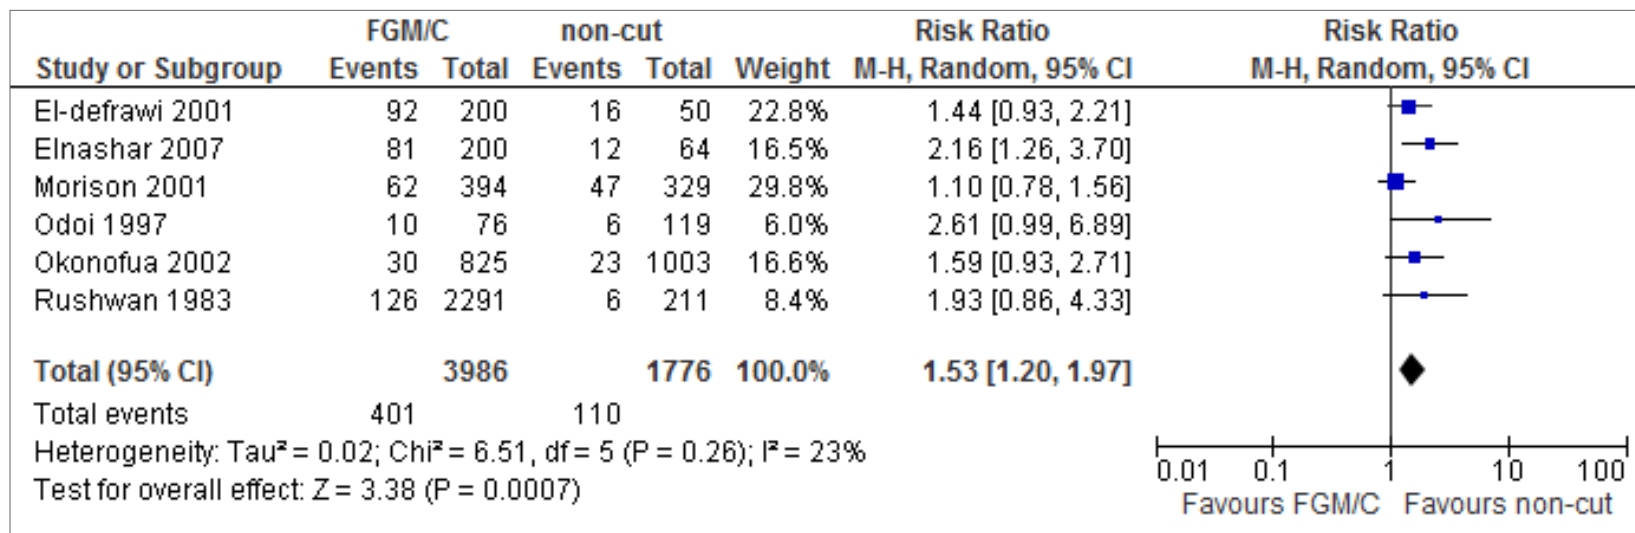 FGM/C non-cut Risk Ratio Risk Ratio
Study or Subgroup Events Total Events Total Weight M-H, Random, 95% CI M-H, Random, 95% CI
El-defrawi 2001 92 200 16 50 22.8% 1.44 [0.93, 2.21]
Elnashar 2007 81 200 12 64 16.5% 2.16 [1.26, 3.70]
Morison 2001 62 394 47 329 29.8% 1.10 [0.78, 1.56]
Odoi 1997 10 76 6 119 6.0% 2.61 [0.99, 6.89]
Okonofua 2002 30 825 23 1003 16.6% 1.59 [0.93, 2.71]
Rushwan 1983 126 2291 6 211 8.4% 1.93 [0.86, 4.33]
Total (95% CI) 3986 1776 100.0% 1.53 [1.20, 1.97]
Total events 401 110
Heterogeneity: Tau² = 0.02; Chi² = 6.51, df = 5 (P = 0.26); I² = 23%
Test for overall effect: Z = 3.38 (P = 0.0007)
0.01 0.1 1 10 100
Favours FGM/C Favours non-cut